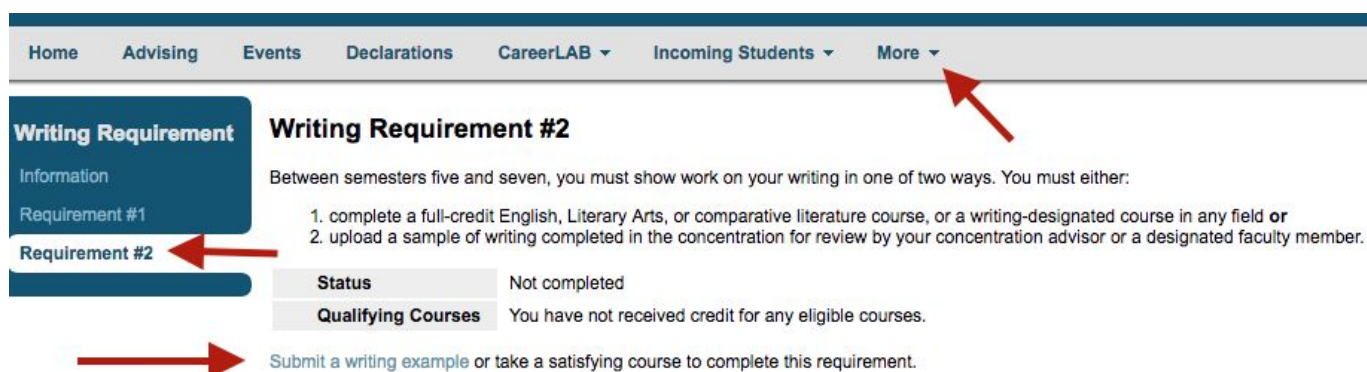 Home Advising Events Declarations CareerLAB Incoming Students More
Writing Requirement
Information
Requirement #1
Requirement #2
Writing Requirement #2
Between semesters five and seven, you must show work on your writing in one of two ways. You must either:
1. complete a full-credit English, Literary Arts, or comparative literature course, or a writing-designated course in any field or
2. upload a sample of writing completed in the concentration for review by your concentration advisor or a designated faculty member.
Status Not completed
Qualifying Courses You have not received credit for any eligible courses.
Submit a writing example or take a satisfying course to complete this requirement.